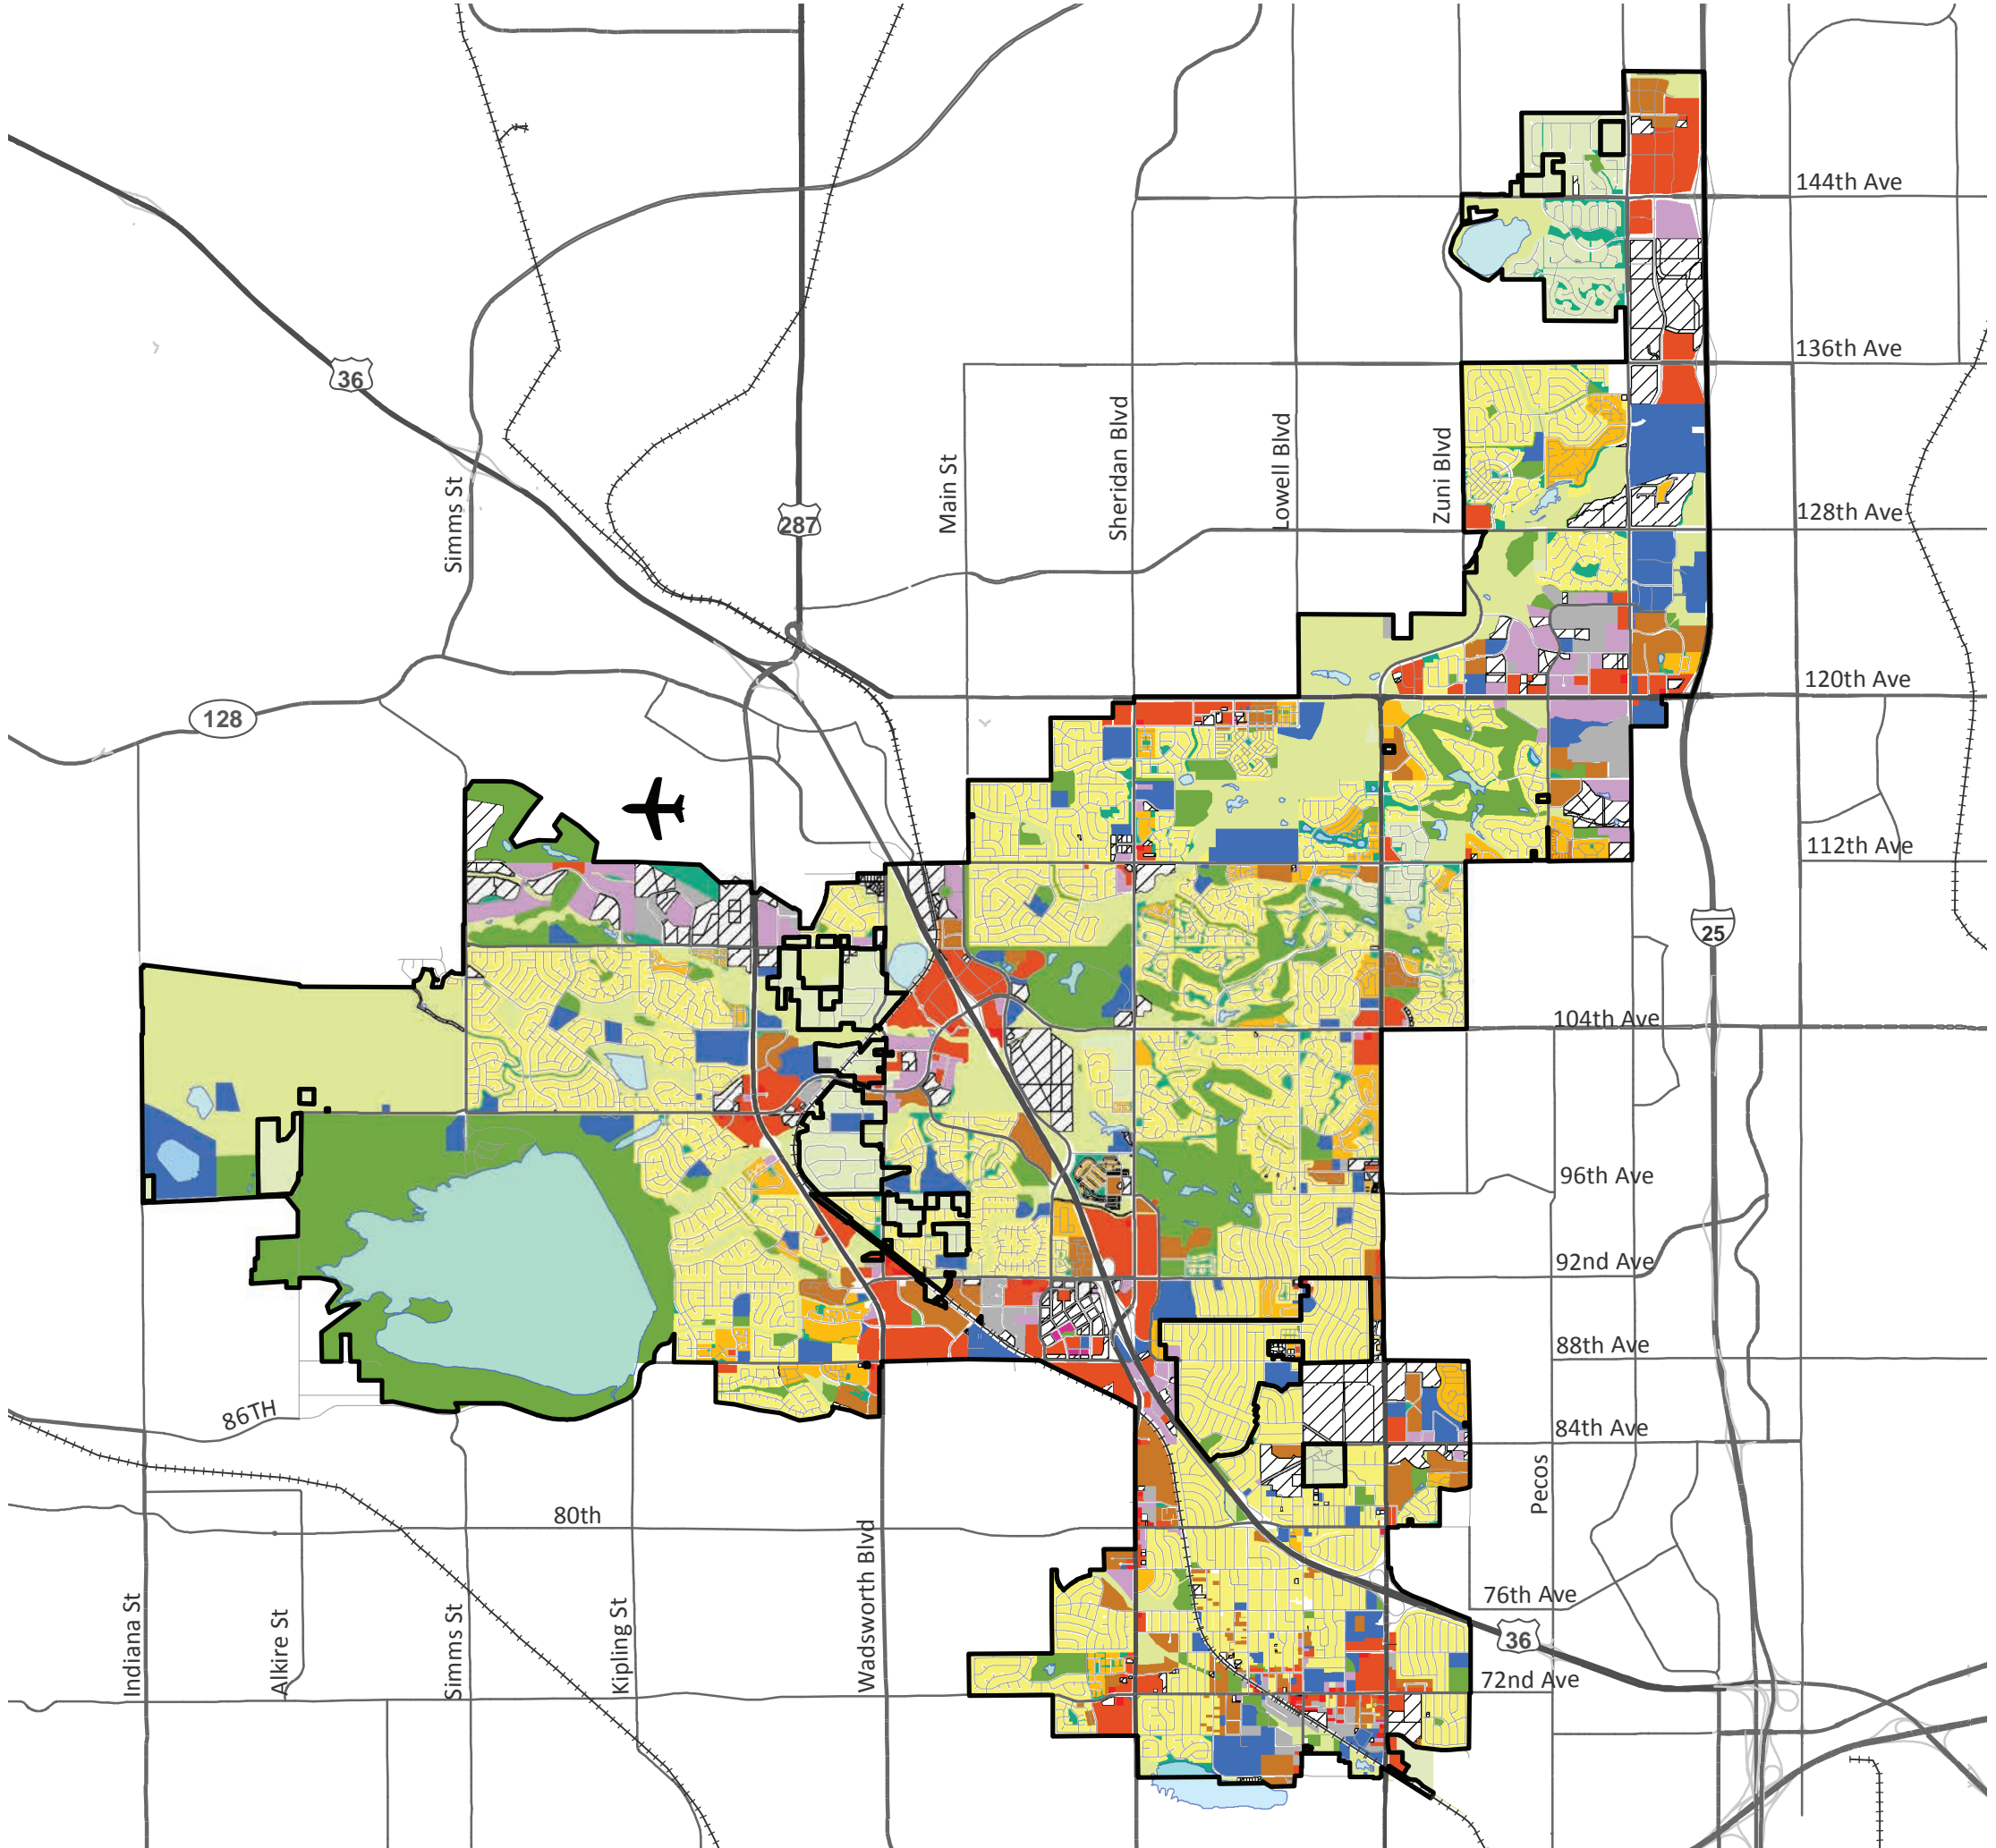 144th Ave
136th Ave
36
Main St
Sheridan Blvd
Lowell Blvd
Zuni Blvd
Simms St
287
128th Ave
120th Ave
128
112th Ave
25
104th Ave
96th Ave
92nd Ave
88th Ave
86TH
84th Ave
Pecos
80th
Wadsworth Blvd
76th Ave
Indiana St
Alkire St
Simms St
Kipling St
36
72nd Ave